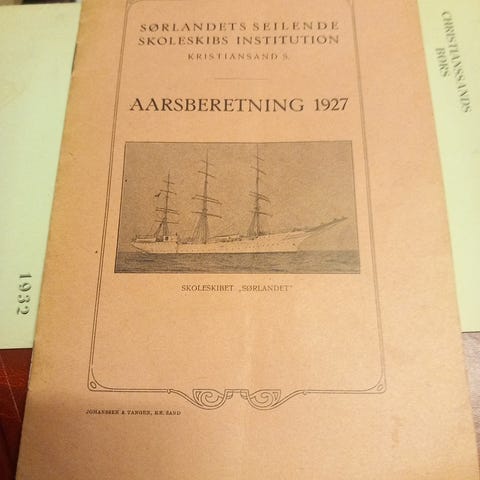 SØRLANDETS SEILENDE
SKOLESKIBS INSTITUTION
KRISTIANSAND S.
AARSBERETNING 1927
SKOLESKIBET „SØRLANDET"
JOHANSSEN & TANGEN, KR. SAND
CHRISTIANSSANDS
BØRS
1932